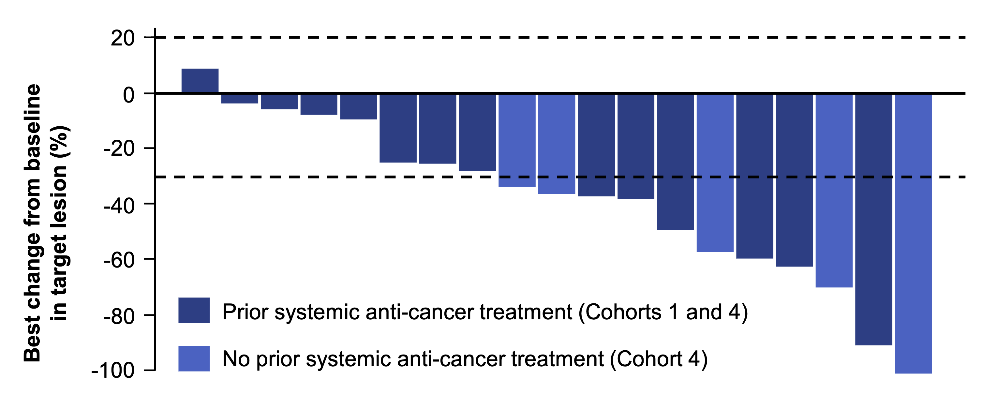 Best change from baseline
in target lesion (%)
20
0
-20
-40
-60
-80
-100
Prior systemic anti-cancer treatment (Cohorts 1 and 4)
No prior systemic anti-cancer treatment (Cohort 4)